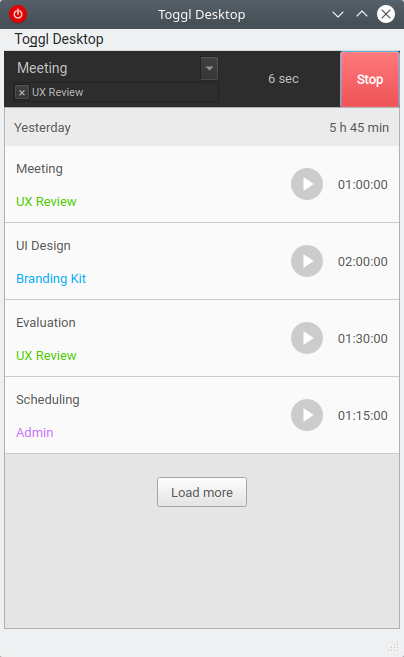 Toggl Desktop
Toggl Desktop
Meeting
UX Review
6 sec
Stop
Yesterday
5 h 45 min
Meeting
UX Review
01:00:00
UI Design
Branding Kit
02:00:00
Evaluation
UX Review
01:30:00
Scheduling
Admin
01:15:00
Load more